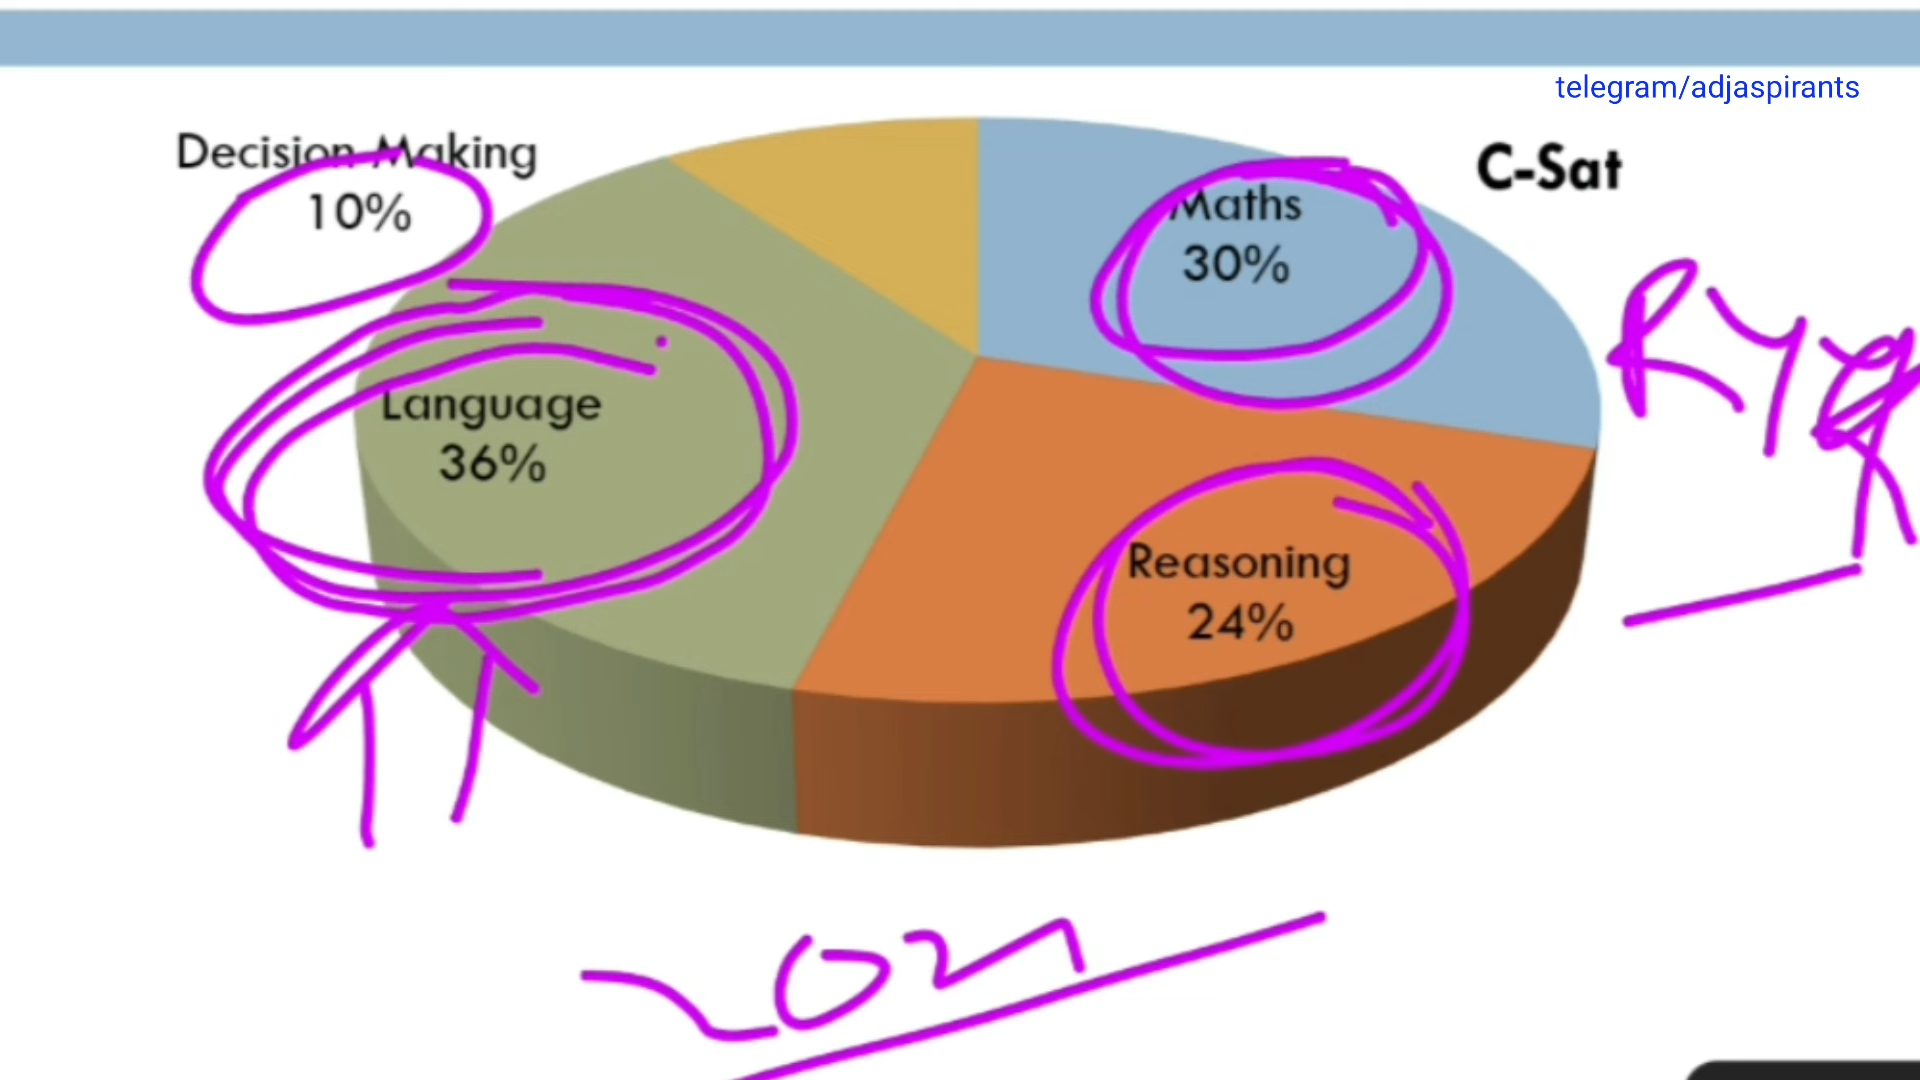 telegram/adjaspirants
C-Sat
Decision Making
10%
Maths
30%
Language
36%
Reasoning
24%
2021